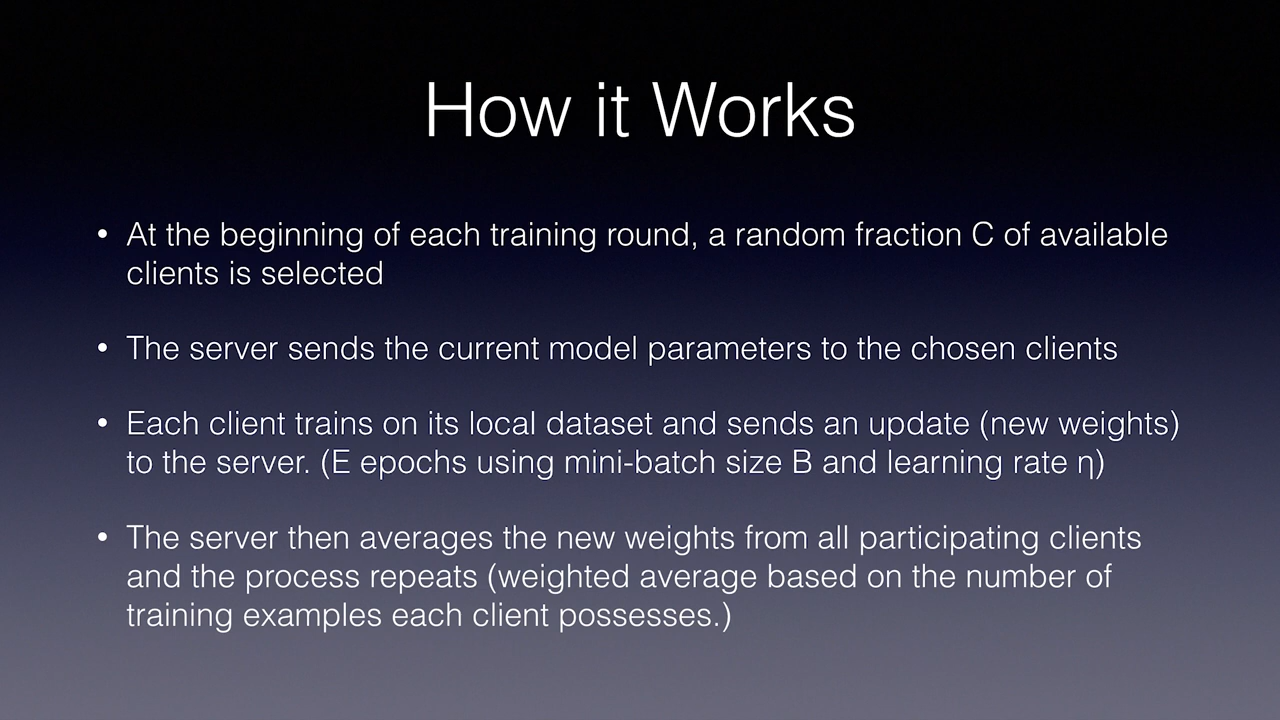 How it Works
• At the beginning of each training round, a random fraction C of available
clients is selected
• The server sends the current model parameters to the chosen clients
• Each client trains on its local dataset and sends an update (new weights)
to the server. (E epochs using mini-batch size B and learning rate η)
• The server then averages the new weights from all participating clients
and the process repeats (weighted average based on the number of
training examples each client possesses.)